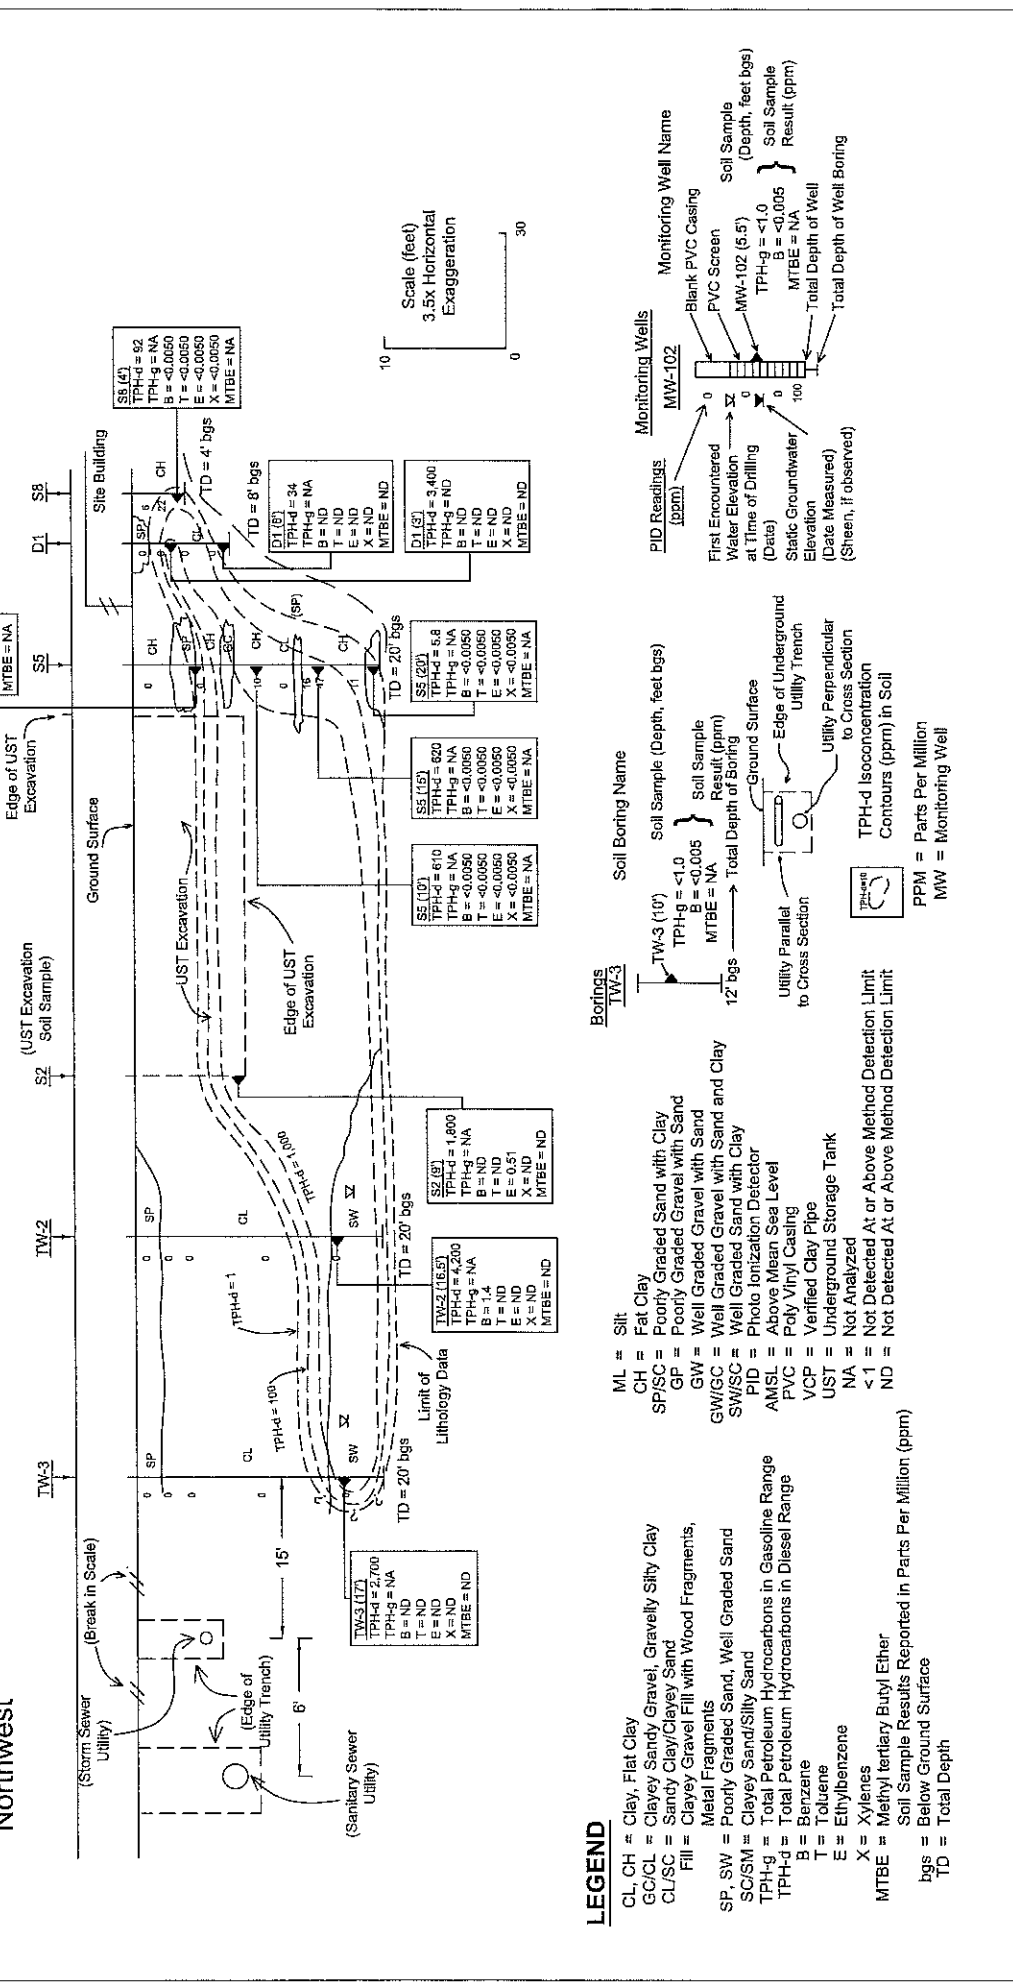 Northwest
TW-3
TW-2
S2
(UST Excavation
Soil Sample)
Edge of UST
Excavation
MTBE = NA
S5
D1
S8
Site Building
Ground Surface
(Break in Scale)
(Storm Sewer
Utility)
(Edge of
Utility Trench)
(Sanitary Sewer
Utility)
6'
15'
SP
CL
SW
TD = 20' bgs
SP
CL
SW
TD = 20' bgs
TPH-d = 1
TPH-d = 100
TPH-d=1,000
Limit of
Lithology Data
UST Excavation
Edge of UST
Excavation
CH
SP
CH
GC
CH
CL
CH
(SP)
TD = 20' bgs
SP
CL
TD = 8' bgs
CH
TD = 4' bgs
TW-3 (17')
TPH-d = 2,700
TPH-g = NA
B = ND
T = ND
E = ND
X = ND
MTBE = ND
TW-2 (16.5')
TPH-d = 4,200
TPH-g = NA
B = 1.4
T = ND
E = ND
X = ND
MTBE = ND
S2 (9')
TPH-d = 1,800
TPH-g = NA
B = ND
T = ND
E = 0.51
X = ND
MTBE = ND
S5 (10')
TPH-d = 610
TPH-g = NA
B = <0.0050
T = <0.0050
E = <0.0050
X = <0.0050
MTBE = NA
S5 (15')
TPH-d = 620
TPH-g = NA
B = <0.0050
T = <0.0050
E = <0.0050
X = <0.0050
MTBE = NA
S5 (20')
TPH-d = 5.8
TPH-g = NA
B = <0.0050
T = <0.0050
E = <0.0050
X = <0.0050
MTBE = NA
D1 (8')
TPH-d = 34
TPH-g = NA
B = ND
T = ND
E = ND
X = ND
MTBE = ND
D1 (3')
TPH-d = 3,400
TPH-g = ND
B = ND
T = ND
E = ND
X = ND
MTBE = ND
S8 (4')
TPH-d = 92
TPH-g = NA
B = <0.0050
T = <0.0050
E = <0.0050
X = <0.0050
MTBE = NA
Scale (feet)
3.5x Horizontal
Exaggeration
10
0
30
LEGEND
CL, CH = Clay, Flat Clay
GC/CL = Clayey Sandy Gravel, Gravelly Silty Clay
CL/SC = Sandy Clay/Clayey Sand
Fill = Clayey Gravel Fill with Wood Fragments,
Metal Fragments
SP, SW = Poorly Graded Sand, Well Graded Sand
SC/SM = Clayey Sand/Silty Sand
TPH-g = Total Petroleum Hydrocarbons in Gasoline Range
TPH-d = Total Petroleum Hydrocarbons in Diesel Range
B = Benzene
T = Toluene
E = Ethylbenzene
X = Xylenes
MTBE = Methyl tertiary Butyl Ether
Soil Sample Results Reported in Parts Per Million (ppm)
bgs = Below Ground Surface
TD = Total Depth
ML = Silt
CH = Fat Clay
SP/SC = Poorly Graded Sand with Clay
GP = Poorly Graded Gravel with Sand
GW = Well Graded Gravel with Sand
GW/GC = Well Graded Gravel with Sand and Clay
SW/SC = Well Graded Sand with Clay
PID = Photo Ionization Detector
AMSL = Above Mean Sea Level
PVC = Poly Vinyl Casing
VCP = Verified Clay Pipe
UST = Underground Storage Tank
NA = Not Analyzed
< 1 = Not Detected At or Above Method Detection Limit
ND = Not Detected At or Above Method Detection Limit
Borings
TW-3
Soil Boring Name
TW-3 (10')
Soil Sample (Depth, feet bgs)
TPH-g = <1.0
B = <0.005
MTBE = NA
Soil Sample
Result (ppm)
12' bgs
Total Depth of Boring
Ground Surface
Edge of Underground
Utility Trench
Utility Parallel
to Cross Section
Utility Perpendicular
to Cross Section
TPH-d=10
TPH-d Isoconcentration
Contours (ppm) in Soil
PPM = Parts Per Million
MW = Monitoring Well
Monitoring Wells
MW-102
Monitoring Well Name
PID Readings
(ppm)
0
0
0
100
Blank PVC Casing
PVC Screen
MW-102 (5.5')
Soil Sample
(Depth, feet bgs)
TPH-g = <1.0
B = <0.005
MTBE = NA
Soil Sample
Result (ppm)
Total Depth of Well
Total Depth of Well Boring
First Encountered
Water Elevation
at Time of Drilling
(Date)
Static Groundwater
Elevation
(Date Measured)
(Sheen, if observed)